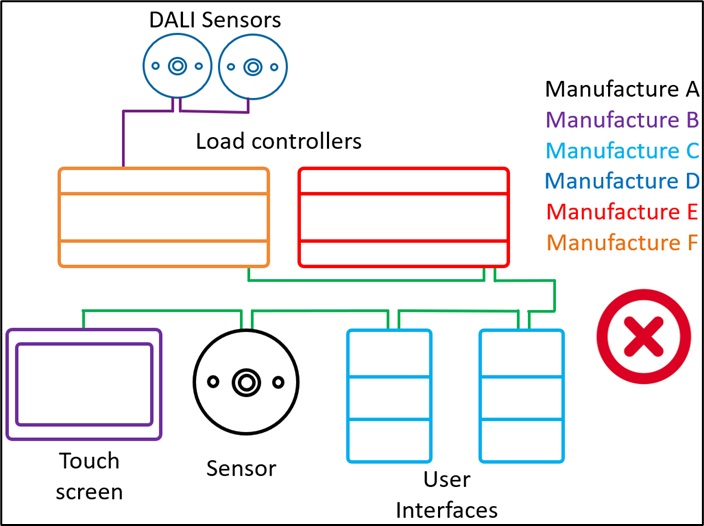 DALI Sensors
Load controllers
Manufacture A
Manufacture B
Manufacture C
Manufacture D
Manufacture E
Manufacture F
Touch
screen
Sensor
User
Interfaces